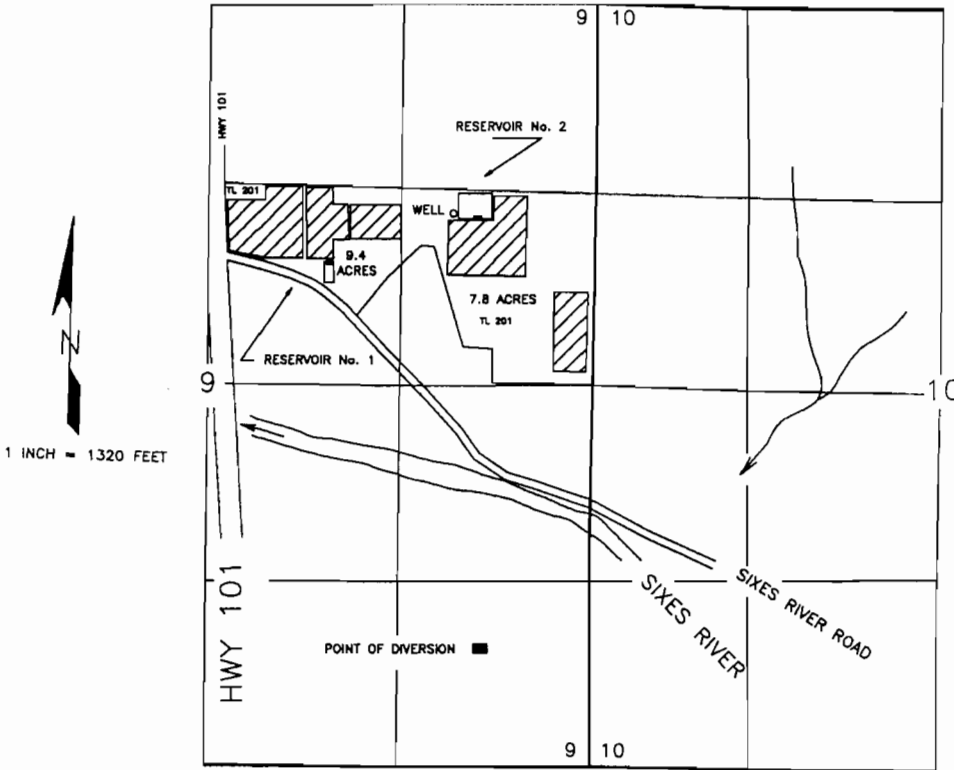 9 10
HWY 101
RESERVOIR No. 2
TL 201
WELL
9.4
ACRES
7.8 ACRES
TL 201
N
RESERVOIR No. 1
9
10
1 INCH = 1320 FEET
HWY 101
SIXES RIVER
SIXES RIVER ROAD
POINT OF DIVERSION
9 10